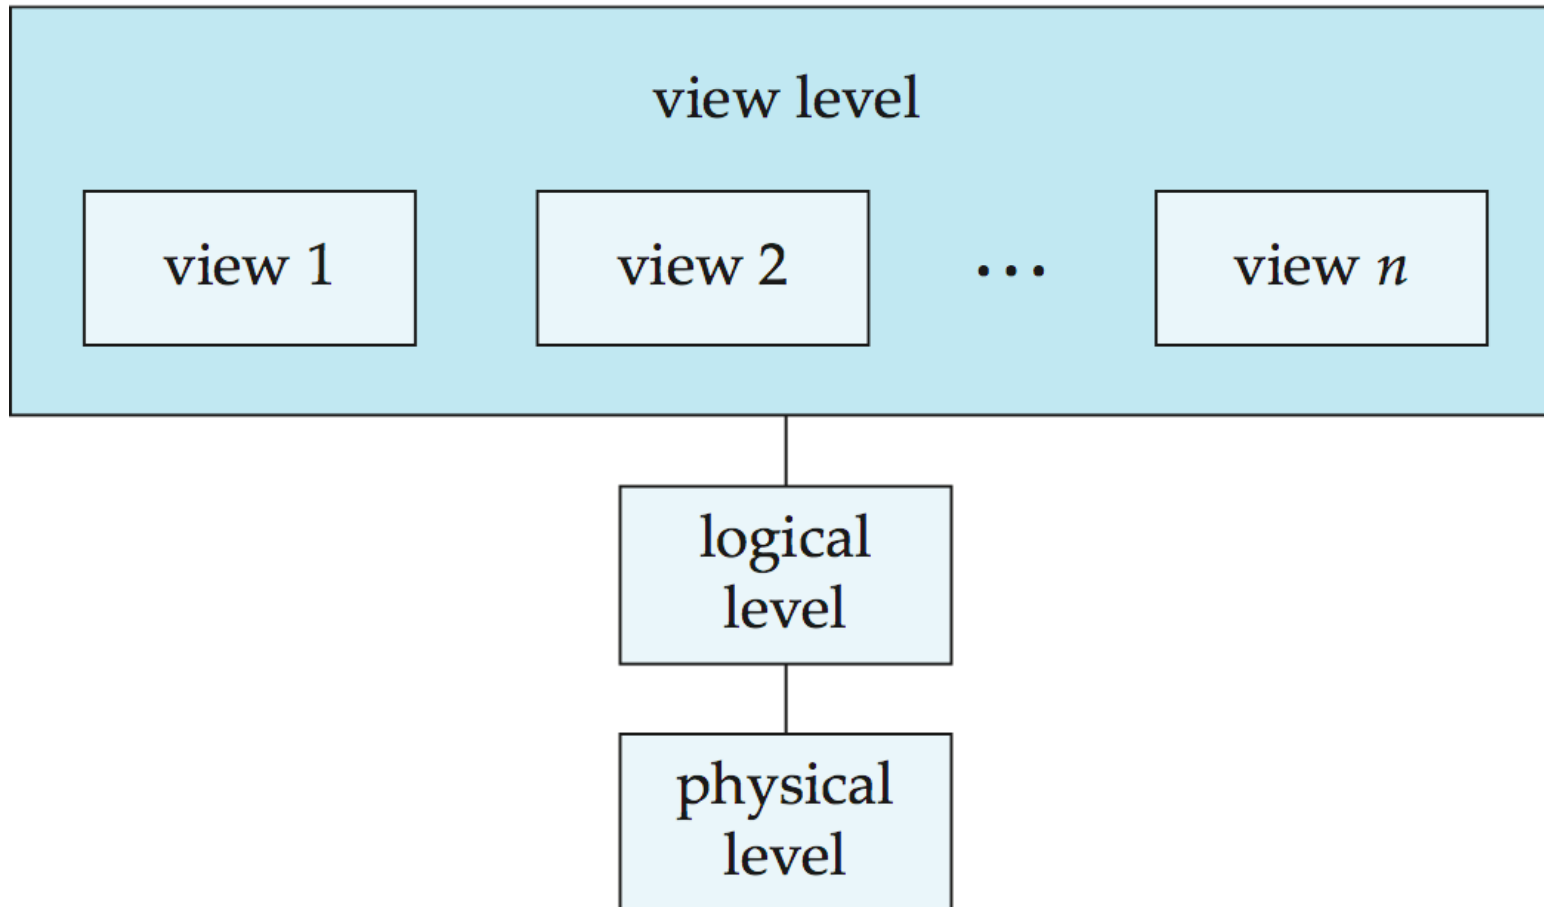 view level
view 1
view 2
...
view n
logical
level
physical
level